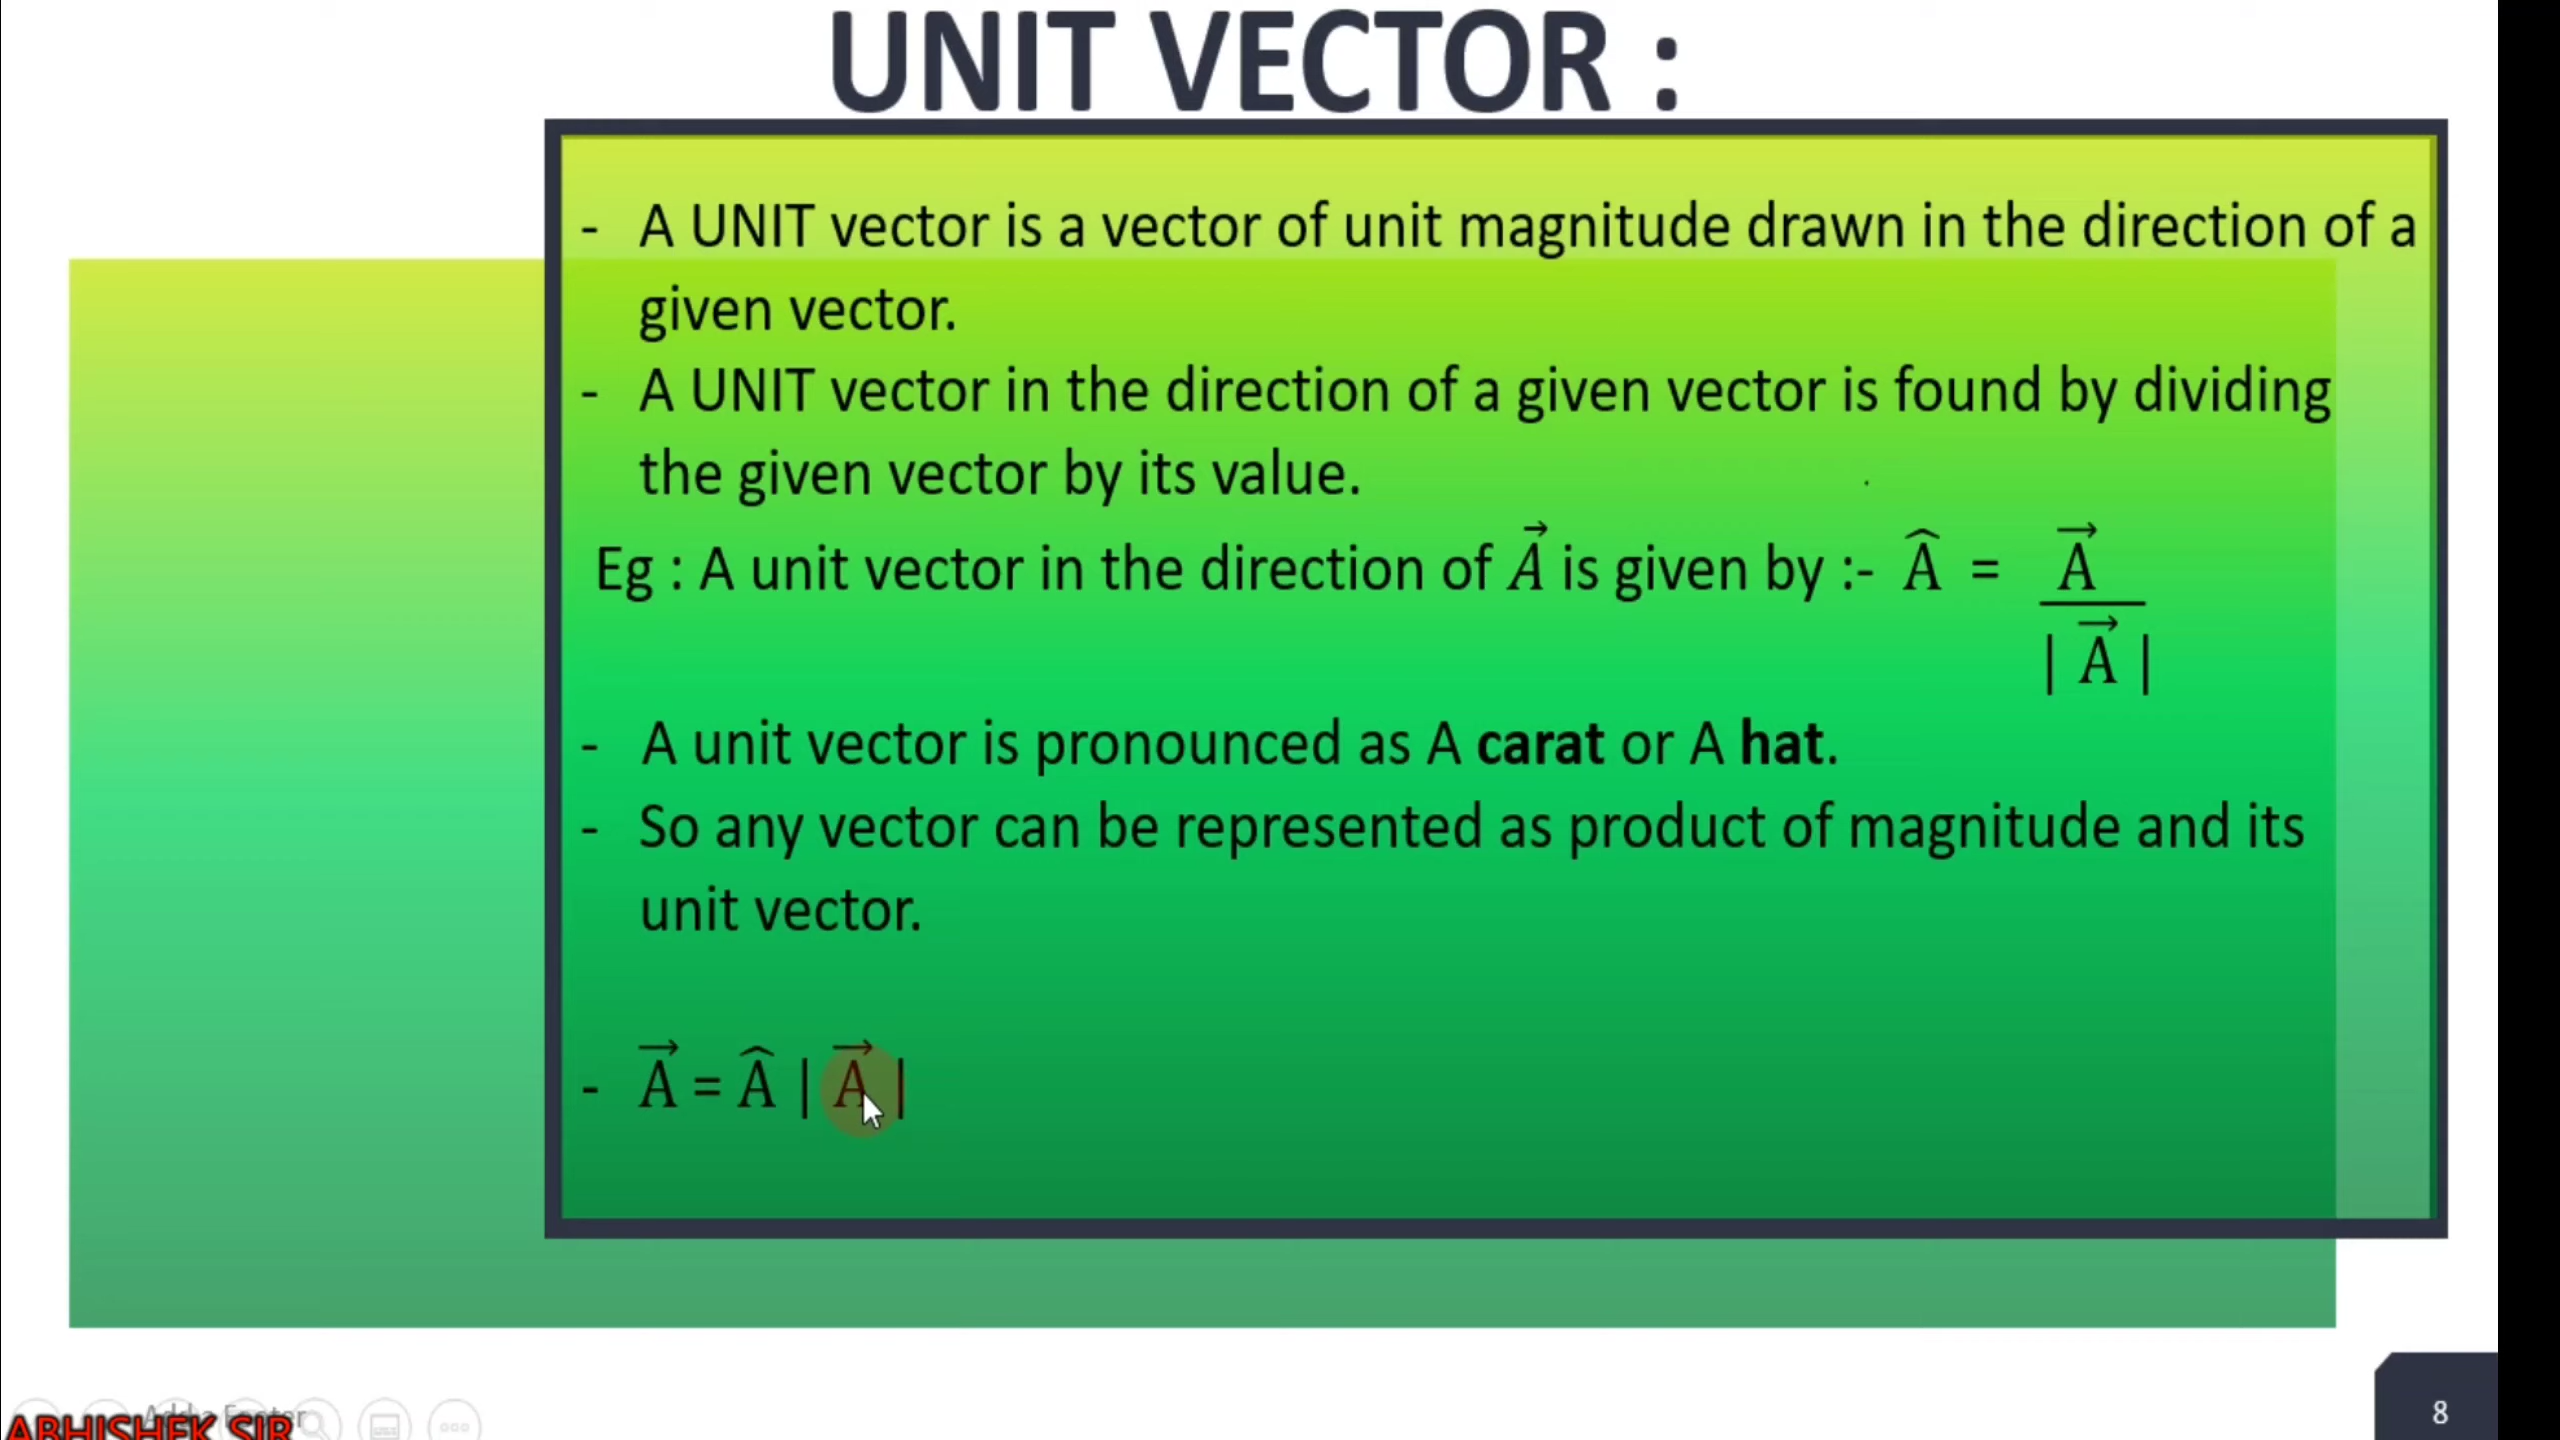 UNIT VECTOR :
- A UNIT vector is a vector of unit magnitude drawn in the direction of a
given vector.
- A UNIT vector in the direction of a given vector is found by dividing
the given vector by its value.
Eg : A unit vector in the direction of A⃗ is given by :- Â = A⃗
| A⃗ |
- A unit vector is pronounced as A carat or A hat.
- So any vector can be represented as product of magnitude and its
unit vector.
- A⃗ = Â | A⃗ |
Add a Footer
ABHISHEK SIR
8